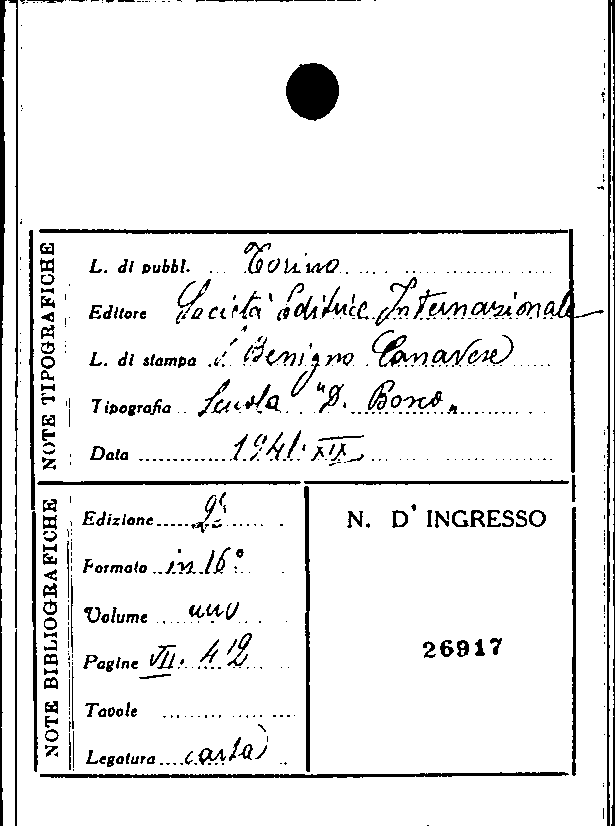 NOTE TIPOGRAFICHE
L. di pubbl. Torino
Editore Società Editrice Internazionale
L. di stampa S. Benigno Canavese
Tipografia Scuola "D. Bosco"
Data 1941. XIX
NOTE BIBLIOGRAFICHE
Edizione 2ª
Formato in 16°
Volume uno
Pagine VII. 412
Tavole
Legatura carta
N. D' INGRESSO
26917